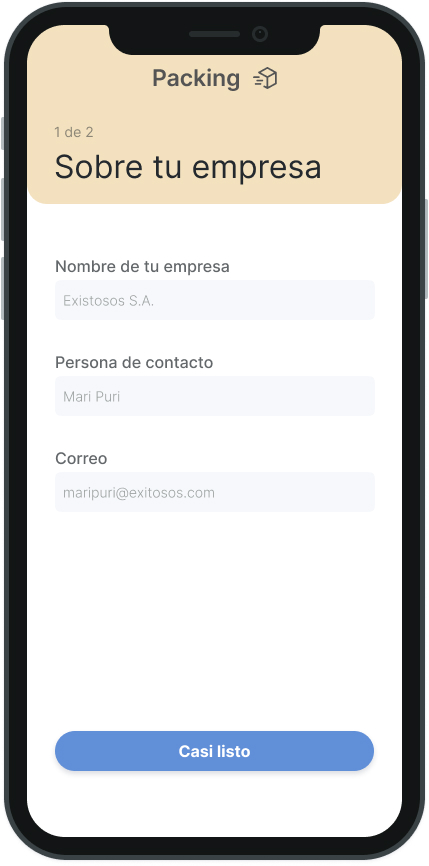 Packing
1 de 2
Sobre tu empresa
Nombre de tu empresa
Existosos S.A.
Persona de contacto
Mari Puri
Correo
maripuri@exitosos.com
Casi listo